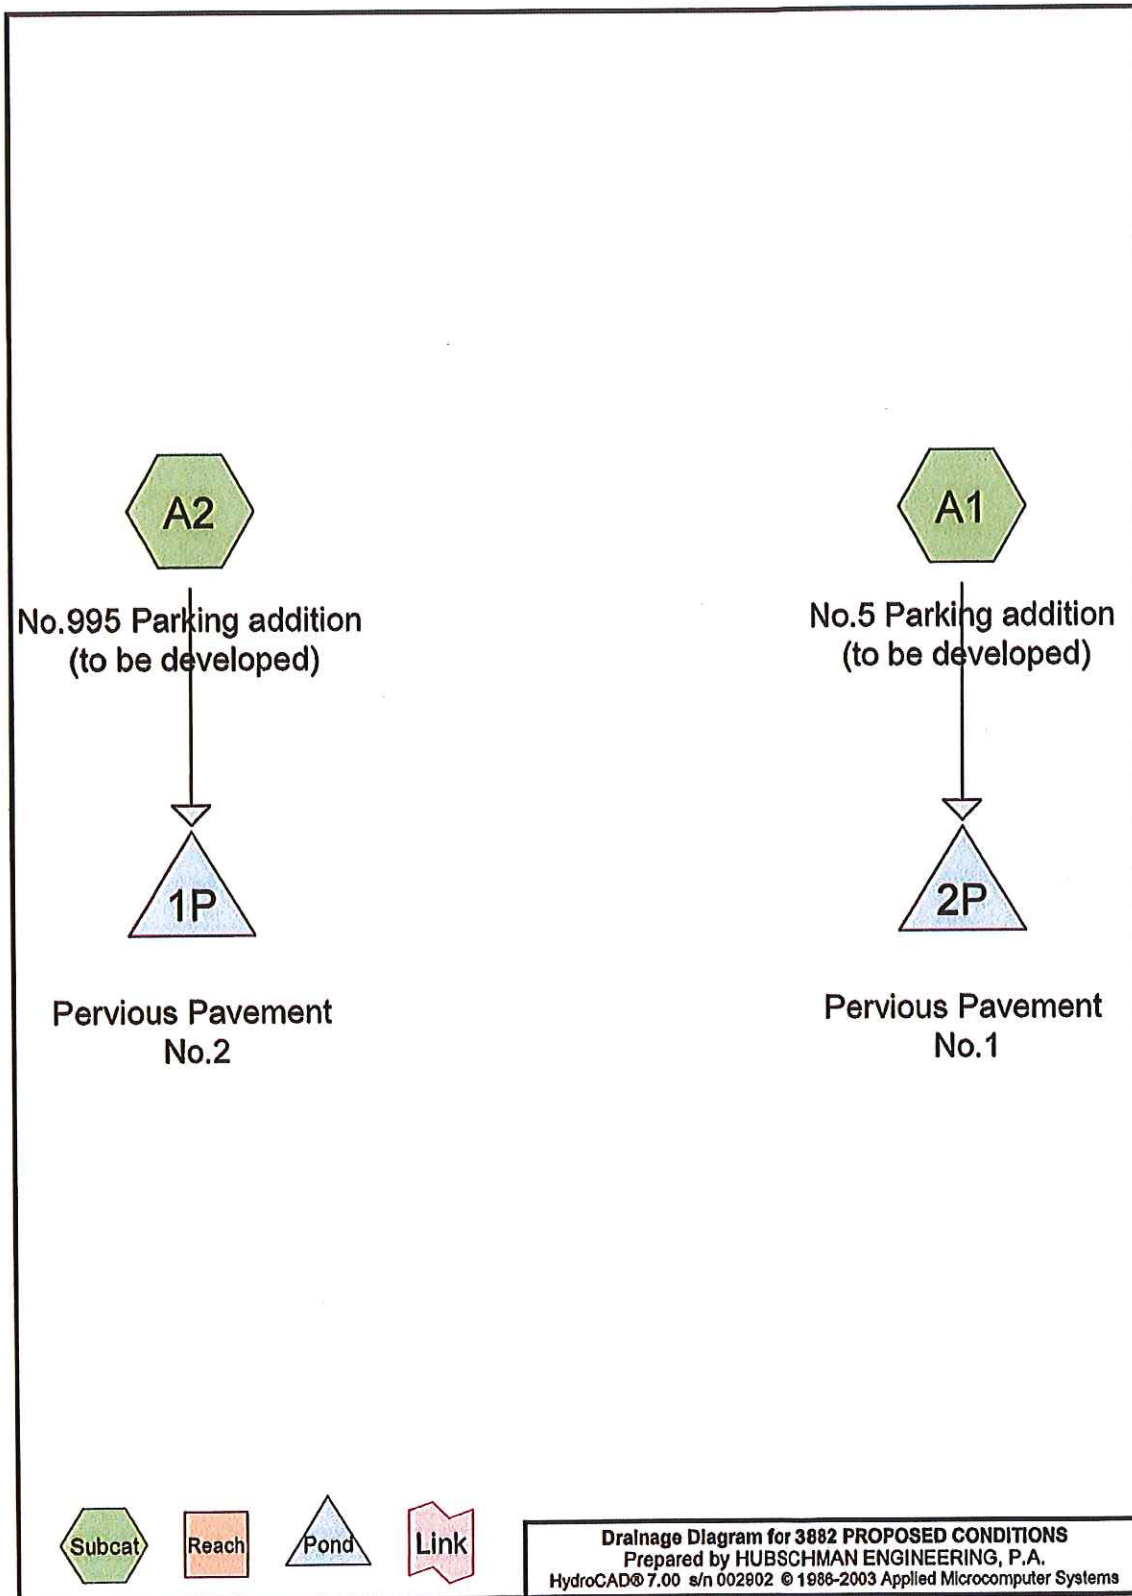 A2
No.995 Parking addition
(to be developed)
1P
Pervious Pavement
No.2
A1
No.5 Parking addition
(to be developed)
2P
Pervious Pavement
No.1
Subcat
Reach
Pond
Link
Drainage Diagram for 3882 PROPOSED CONDITIONS
Prepared by HUBSCHMAN ENGINEERING, P.A.
HydroCAD® 7.00 s/n 002902 © 1986-2003 Applied Microcomputer Systems